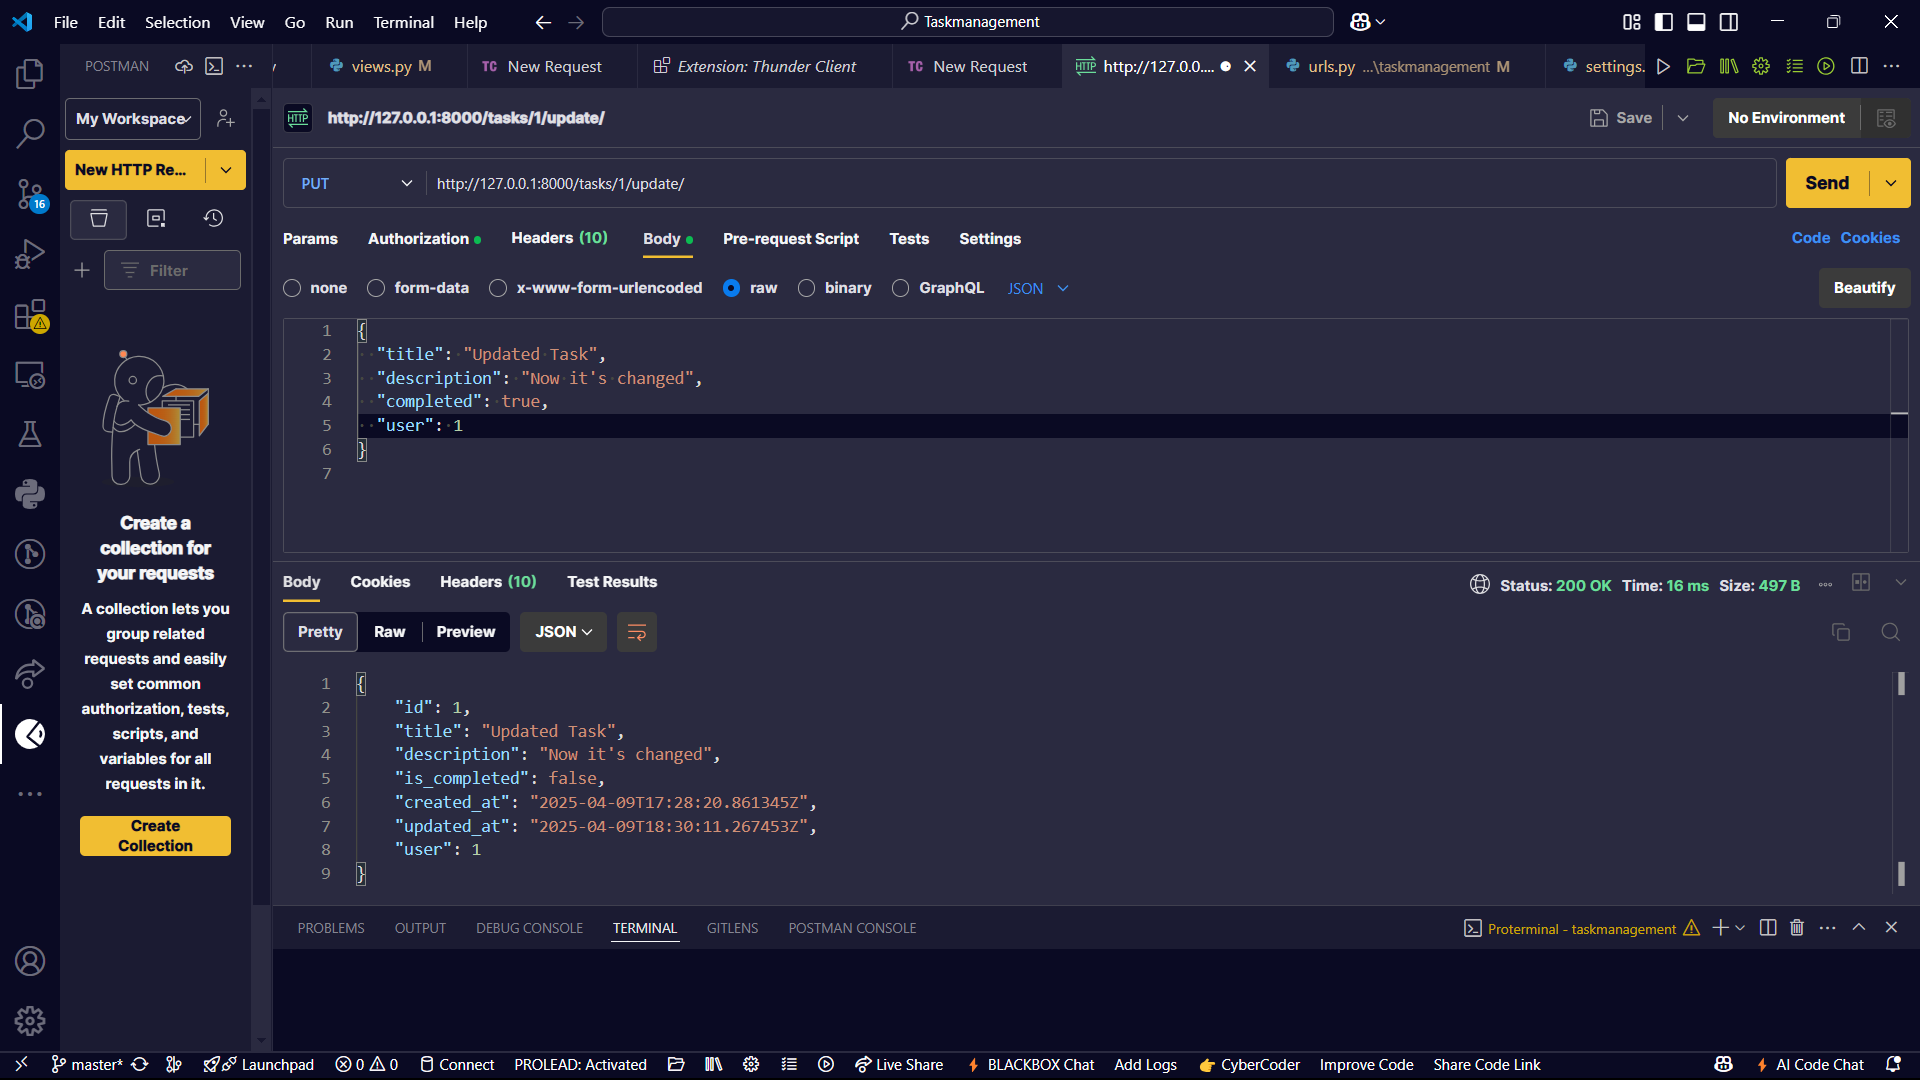 File Edit Selection View Go Run Terminal Help Taskmanagement
POSTMAN views.py M TC New Request Extension: Thunder Client TC New Request HTTP http://127.0.0.... urls.py ...\taskmanagement M settings.
My Workspace HTTP http://127.0.0.1:8000/tasks/1/update/ Save No Environment
New HTTP Re... PUT http://127.0.0.1:8000/tasks/1/update/ Send
16
Params Authorization Headers (10) Body Pre-request Script Tests Settings Code Cookies
Filter
none form-data x-www-form-urlencoded raw binary GraphQL JSON Beautify
1 {
2 "title": "Updated Task",
3 "description": "Now it's changed",
4 "completed": true,
5 "user": 1
6 }
7
Create a
collection for
your requests
A collection lets you
group related
requests and easily
set common
authorization, tests,
scripts, and
variables for all
requests in it.
Create
Collection
Body Cookies Headers (10) Test Results Status: 200 OK Time: 16 ms Size: 497 B
Pretty Raw Preview JSON
1 {
2 "id": 1,
3 "title": "Updated Task",
4 "description": "Now it's changed",
5 "is_completed": false,
6 "created_at": "2025-04-09T17:28:20.861345Z",
7 "updated_at": "2025-04-09T18:30:11.267453Z",
8 "user": 1
9 }
PROBLEMS OUTPUT DEBUG CONSOLE TERMINAL GITLENS POSTMAN CONSOLE Proterminal - taskmanagement
master* Launchpad 0 0 Connect PROLEAD: Activated Live Share BLACKBOX Chat Add Logs CyberCoder Improve Code Share Code Link AI Code Chat